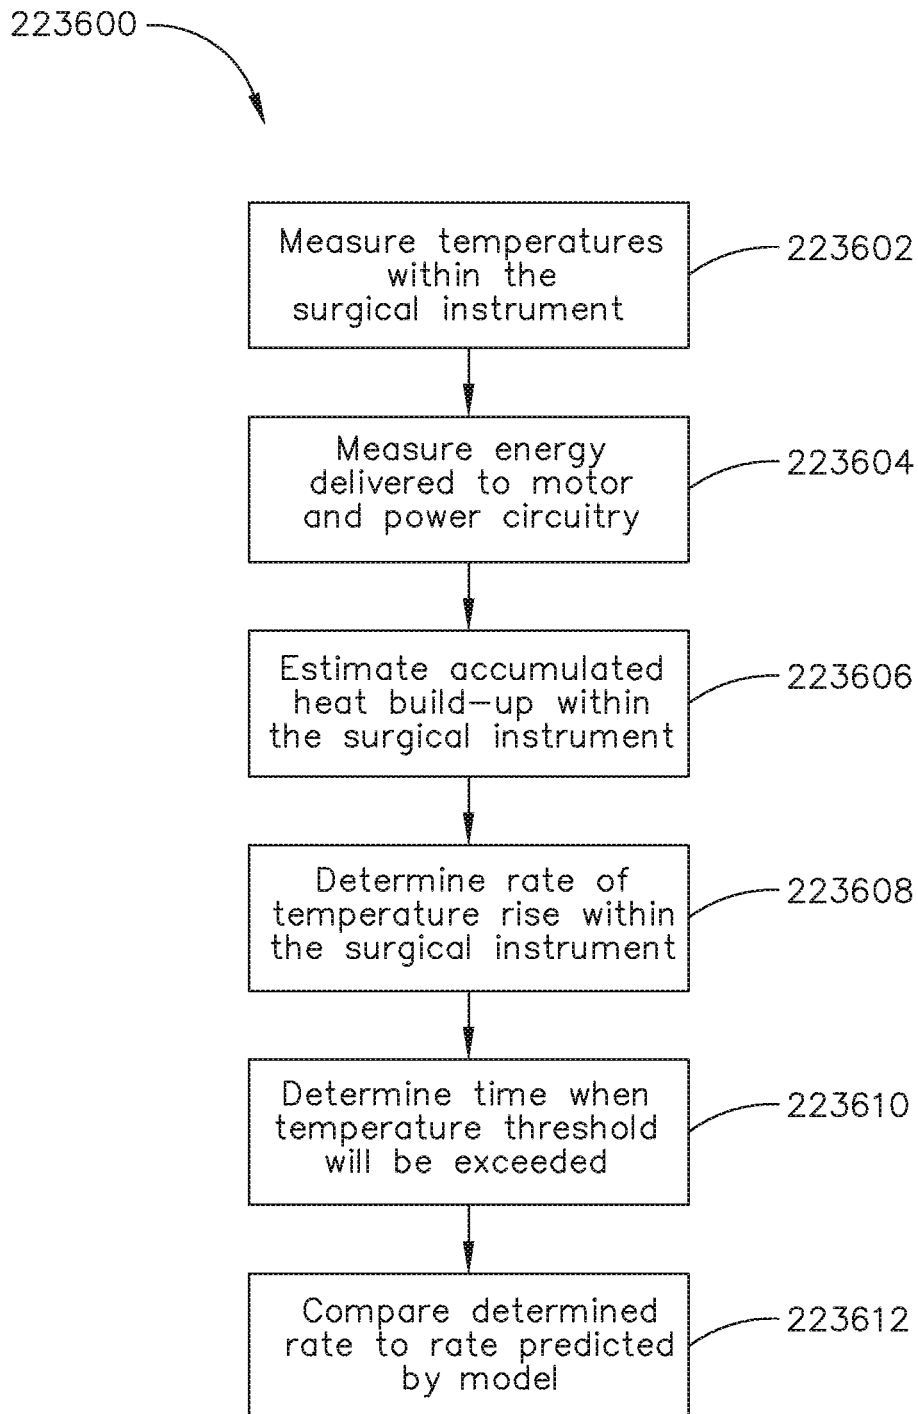 223600
Measure temperatures
within the
surgical instrument
223602
Measure energy
delivered to motor
and power circuitry
223604
Estimate accumulated
heat build-up within
the surgical instrument
223606
Determine rate of
temperature rise within
the surgical instrument
223608
Determine time when
temperature threshold
will be exceeded
223610
Compare determined
rate to rate predicted
by model
223612